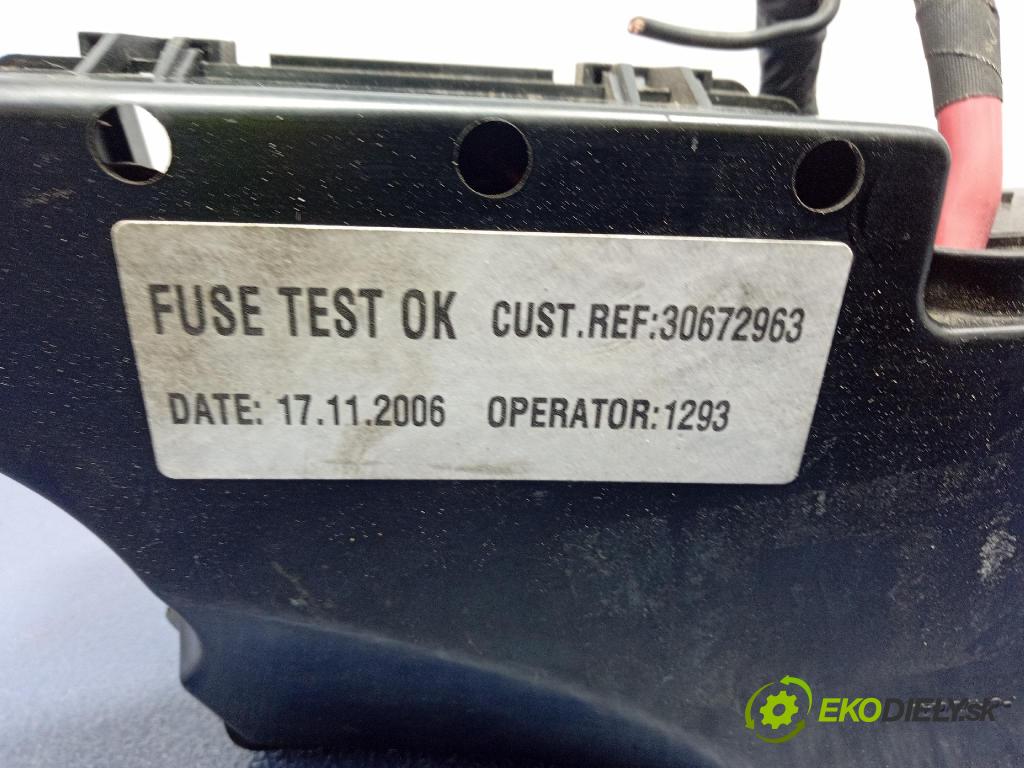 FUSE TEST OK CUST.REF:30672963
DATE: 17.11.2006 OPERATOR:1293
EKODIELY.SK